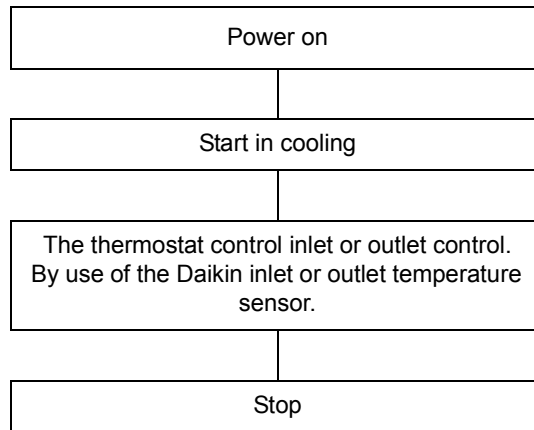 Power on
Start in cooling
The thermostat control inlet or outlet control.
By use of the Daikin inlet or outlet temperature
sensor.
Stop